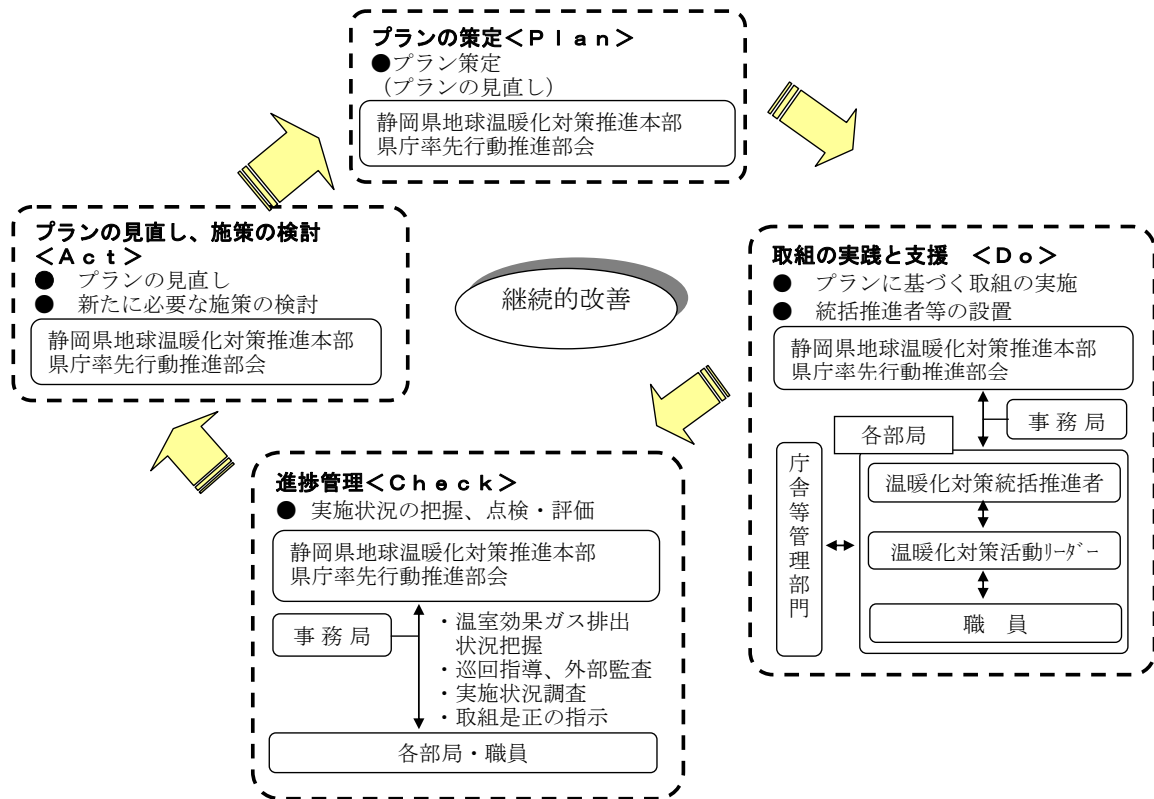 プランの策定＜Ｐｌａｎ＞
●プラン策定
（プランの見直し）
静岡県地球温暖化対策推進本部
県庁率先行動推進部会
プランの見直し、施策の検討
＜Ａｃｔ＞
●　プランの見直し
●　新たに必要な施策の検討
静岡県地球温暖化対策推進本部
県庁率先行動推進部会
継続的改善
取組の実践と支援　＜Ｄｏ＞
●　プランに基づく取組の実施
●　統括推進者等の設置
静岡県地球温暖化対策推進本部
県庁率先行動推進部会
事 務 局
各部局
庁舎等管理部門
温暖化対策統括推進者
温暖化対策活動ﾘｰﾀﾞｰ
職　員
進捗管理＜Ｃｈｅｃｋ＞
●　実施状況の把握、点検・評価
静岡県地球温暖化対策推進本部
県庁率先行動推進部会
事 務 局
・温室効果ガス排出
状況把握
・巡回指導、外部監査
・実施状況調査
・取組是正の指示
各部局・職員